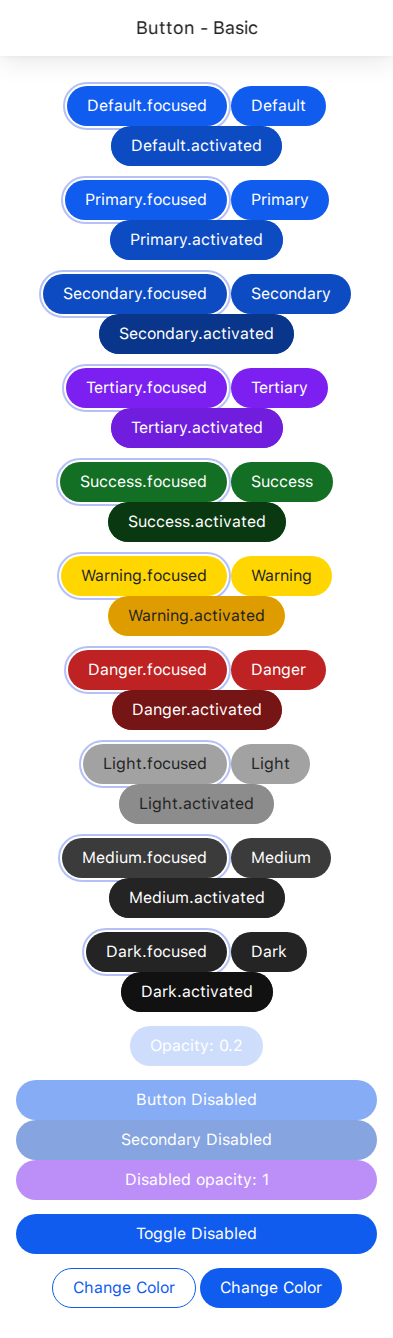 Button - Basic
Default.focused Default
Default.activated
Primary.focused Primary
Primary.activated
Secondary.focused Secondary
Secondary.activated
Tertiary.focused Tertiary
Tertiary.activated
Success.focused Success
Success.activated
Warning.focused Warning
Warning.activated
Danger.focused Danger
Danger.activated
Light.focused Light
Light.activated
Medium.focused Medium
Medium.activated
Dark.focused Dark
Dark.activated
Opacity: 0.2
Button Disabled
Secondary Disabled
Disabled opacity: 1
Toggle Disabled
Change Color Change Color